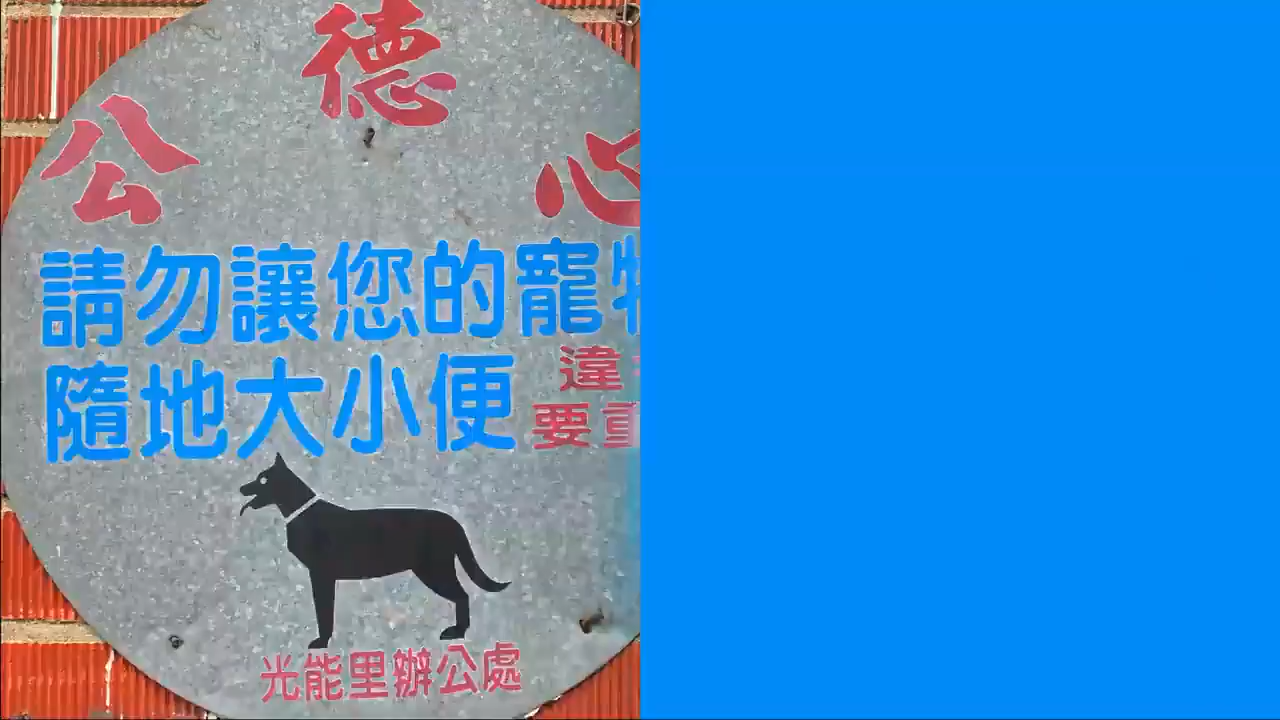 公德心
請勿讓您的寵
隨地大小便
違
要重
光能里辦公處